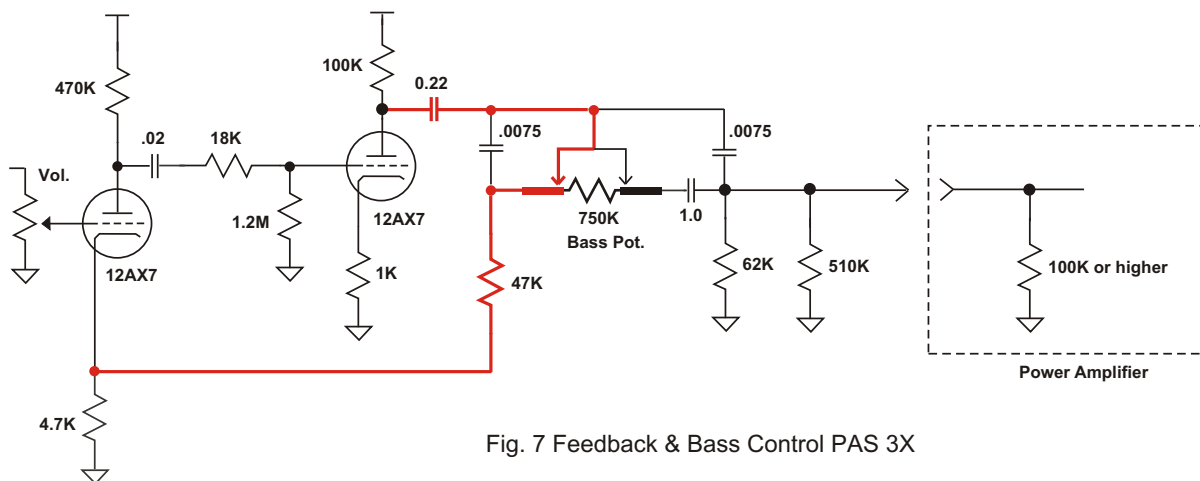 470K
100K
0.22
.02
18K
.0075
.0075
Vol.
12AX7
1.2M
12AX7
750K
Bass Pot.
1.0
1K
47K
62K
510K
100K or higher
Power Amplifier
4.7K
Fig. 7 Feedback & Bass Control PAS 3X